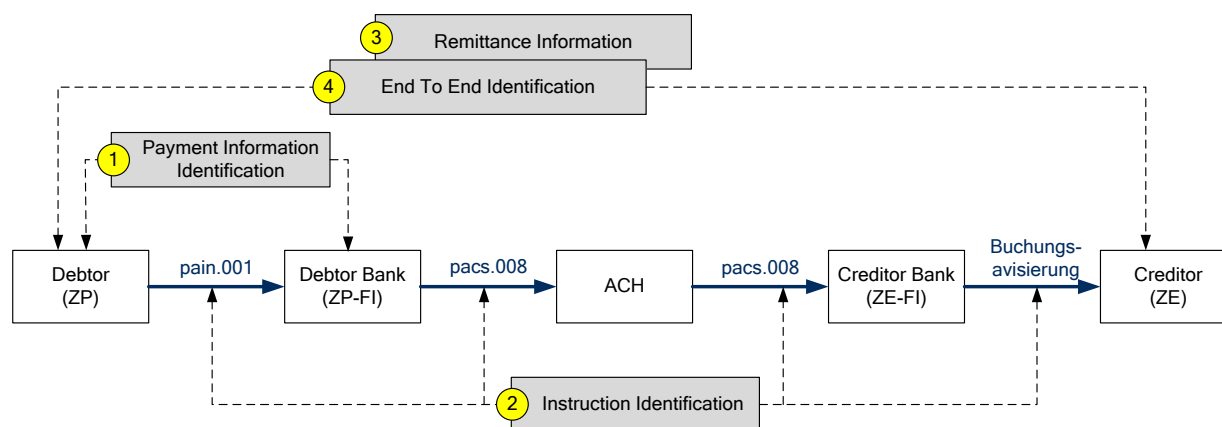 3
Remittance Information
4
End To End Identification
1
Payment Information
Identification
Debtor
(ZP)
pain.001
Debtor Bank
(ZP-FI)
pacs.008
ACH
pacs.008
Creditor Bank
(ZE-FI)
Buchungs-
avisierung
Creditor
(ZE)
2
Instruction Identification